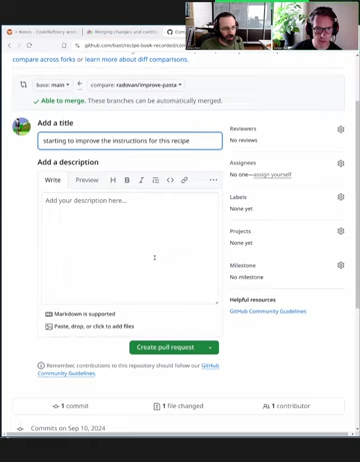 Notes - CodeRefinery work
Merging changes and contri
github.com/bast/recipe-book-recorded/co
compare across forks or learn more about diff comparisons.
base: main
compare: radovan/improve-pasta
Able to merge. These branches can be automatically merged.
Add a title
starting to improve the instructions for this recipe
Add a description
Write
Preview
H B I
Add your description here...
Markdown is supported
Paste, drop, or click to add files
Create pull request
Remember, contributions to this repository should follow our GitHub
Community Guidelines.
Reviewers
No reviews
Assignees
No one—assign yourself
Labels
None yet
Projects
None yet
Milestone
No milestone
Helpful resources
GitHub Community Guidelines
1 commit
1 file changed
1 contributor
Commits on Sep 10, 2024